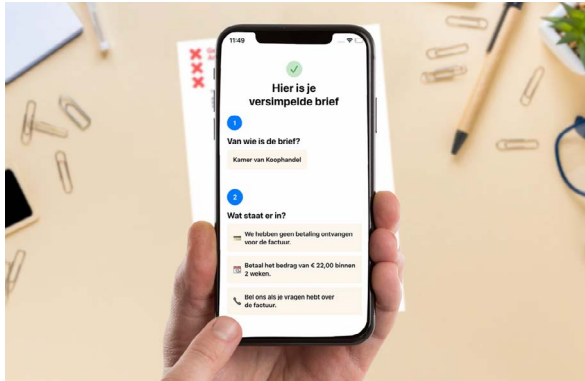 11:49
Hier is je
versimpelde brief
1
Van wie is de brief?
Kamer van Koophandel
2
Wat staat er in?
We hebben geen betaling ontvangen
voor de factuur.
Betaal het bedrag van € 22,00 binnen
2 weken.
Bel ons als je vragen hebt over
de factuur.